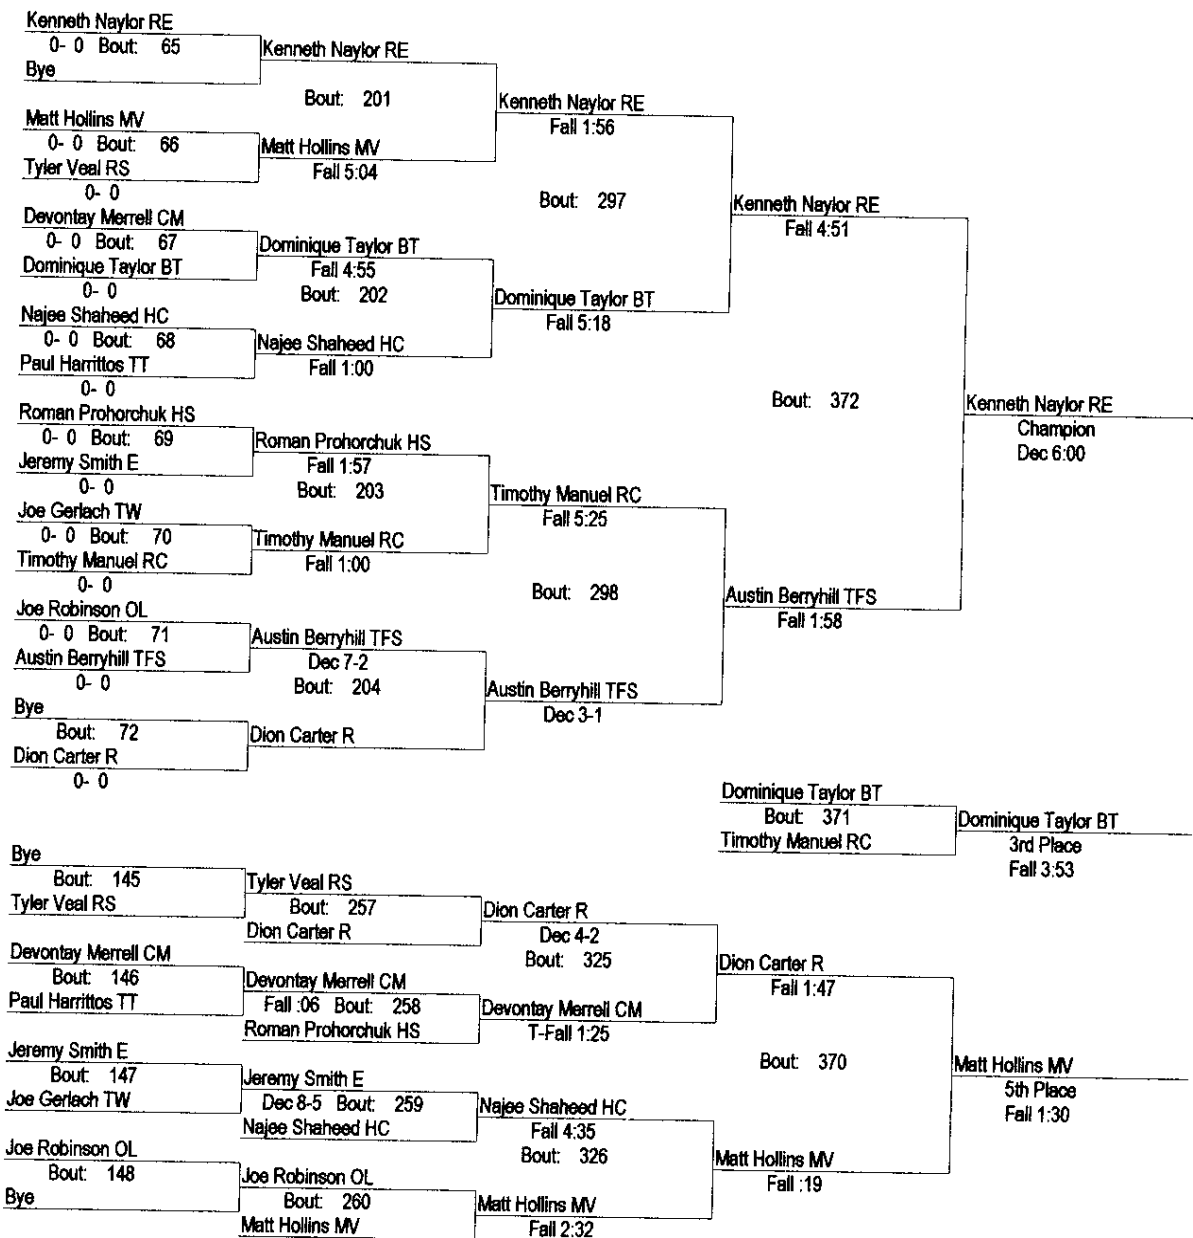 Kenneth Naylor RE
0- 0 Bout: 65
Bye
Kenneth Naylor RE
Bout: 201
Matt Hollins MV
0- 0 Bout: 66
Tyler Veal RS
0- 0
Matt Hollins MV
Fall 5:04
Kenneth Naylor RE
Fall 1:56
Bout: 297
Devontay Merrell CM
0- 0 Bout: 67
Dominique Taylor BT
0- 0
Dominique Taylor BT
Fall 4:55
Bout: 202
Najee Shaheed HC
0- 0 Bout: 68
Paul Harrittos TT
0- 0
Najee Shaheed HC
Fall 1:00
Dominique Taylor BT
Fall 5:18
Kenneth Naylor RE
Fall 4:51
Bout: 372
Roman Prohorchuk HS
0- 0 Bout: 69
Jeremy Smith E
0- 0
Roman Prohorchuk HS
Fall 1:57
Bout: 203
Joe Gerlach TW
0- 0 Bout: 70
Timothy Manuel RC
0- 0
Timothy Manuel RC
Fall 1:00
Timothy Manuel RC
Fall 5:25
Bout: 298
Joe Robinson OL
0- 0 Bout: 71
Austin Berryhill TFS
0- 0
Austin Berryhill TFS
Dec 7-2
Bout: 204
Bye
Bout: 72
Dion Carter R
0- 0
Dion Carter R
Austin Berryhill TFS
Dec 3-1
Austin Berryhill TFS
Fall 1:58
Kenneth Naylor RE
Champion
Dec 6:00
Dominique Taylor BT
Bout: 371
Timothy Manuel RC
Dominique Taylor BT
3rd Place
Fall 3:53
Bye
Bout: 145
Tyler Veal RS
Tyler Veal RS
Bout: 257
Dion Carter R
Dion Carter R
Dec 4-2
Bout: 325
Devontay Merrell CM
Bout: 146
Paul Harrittos TT
Devontay Merrell CM
Fall :06 Bout: 258
Roman Prohorchuk HS
Devontay Merrell CM
T-Fall 1:25
Dion Carter R
Fall 1:47
Bout: 370
Jeremy Smith E
Bout: 147
Joe Gerlach TW
Jeremy Smith E
Dec 8-5 Bout: 259
Najee Shaheed HC
Najee Shaheed HC
Fall 4:35
Bout: 326
Joe Robinson OL
Bout: 148
Bye
Joe Robinson OL
Bout: 260
Matt Hollins MV
Matt Hollins MV
Fall 2:32
Matt Hollins MV
Fall :19
Matt Hollins MV
5th Place
Fall 1:30